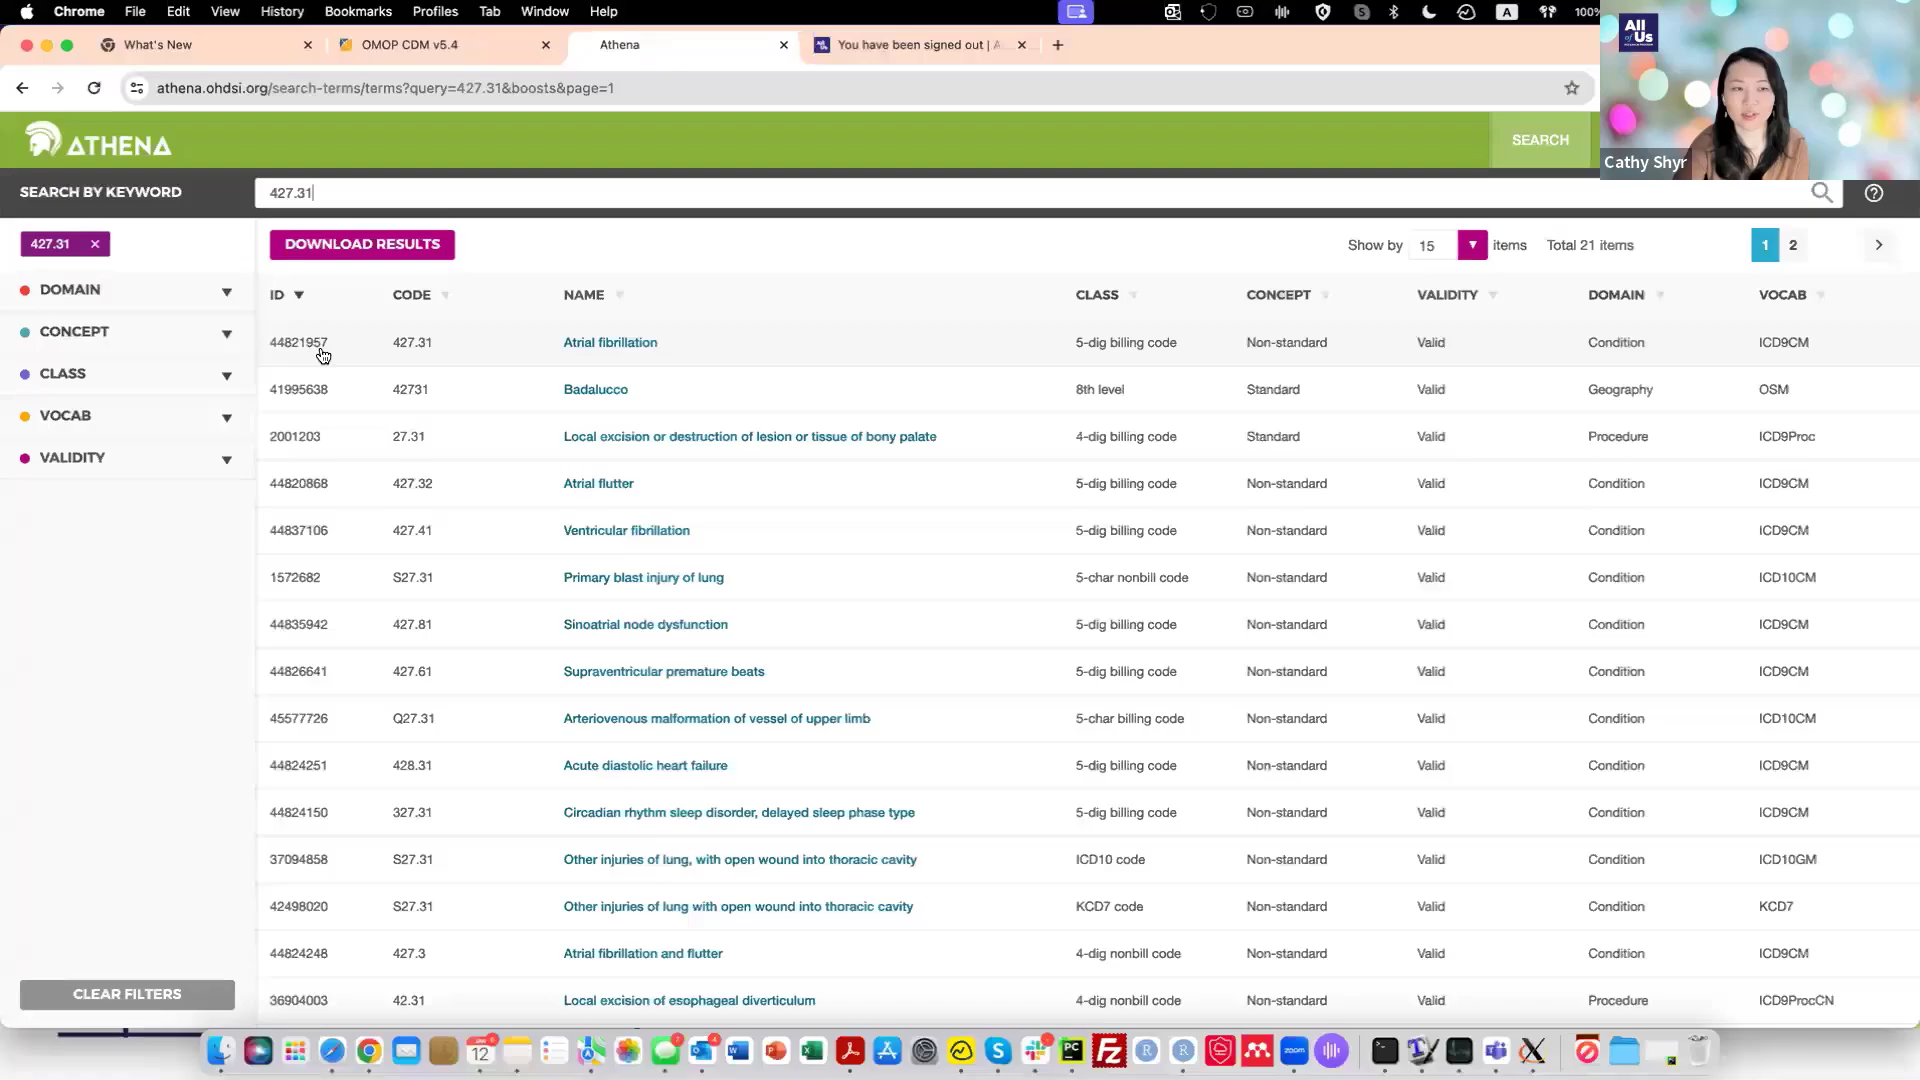 Chrome File Edit View History Bookmarks Profiles Tab Window Help A 100%
What's New OMOP CDM v5.4 Athena You have been signed out | A
athena.ohdsi.org/search-terms/terms?query=427.31&boosts&page=1
All of Us
Cathy Shyr
ATHENA SEARCH
SEARCH BY KEYWORD 427.31
427.31 × DOWNLOAD RESULTS Show by 15 items Total 21 items 1 2
DOMAIN
CONCEPT
CLASS
VOCAB
VALIDITY
CLEAR FILTERS
ID CODE NAME CLASS CONCEPT VALIDITY DOMAIN VOCAB
44821957 427.31 Atrial fibrillation 5-dig billing code Non-standard Valid Condition ICD9CM
41995638 42731 Badalucco 8th level Standard Valid Geography OSM
2001203 27.31 Local excision or destruction of lesion or tissue of bony palate 4-dig billing code Standard Valid Procedure ICD9Proc
44820868 427.32 Atrial flutter 5-dig billing code Non-standard Valid Condition ICD9CM
44837106 427.41 Ventricular fibrillation 5-dig billing code Non-standard Valid Condition ICD9CM
1572682 S27.31 Primary blast injury of lung 5-char nonbill code Non-standard Valid Condition ICD10CM
44835942 427.81 Sinoatrial node dysfunction 5-dig billing code Non-standard Valid Condition ICD9CM
44826641 427.61 Supraventricular premature beats 5-dig billing code Non-standard Valid Condition ICD9CM
45577726 Q27.31 Arteriovenous malformation of vessel of upper limb 5-char billing code Non-standard Valid Condition ICD10CM
44824251 428.31 Acute diastolic heart failure 5-dig billing code Non-standard Valid Condition ICD9CM
44824150 327.31 Circadian rhythm sleep disorder, delayed sleep phase type 5-dig billing code Non-standard Valid Condition ICD9CM
37094858 S27.31 Other injuries of lung, with open wound into thoracic cavity ICD10 code Non-standard Valid Condition ICD10GM
42498020 S27.31 Other injuries of lung with open wound into thoracic cavity KCD7 code Non-standard Valid Condition KCD7
44824248 427.3 Atrial fibrillation and flutter 4-dig nonbill code Non-standard Valid Condition ICD9CM
36904003 42.31 Local excision of esophageal diverticulum 4-dig nonbill code Non-standard Valid Procedure ICD9ProcCN
12 zoom